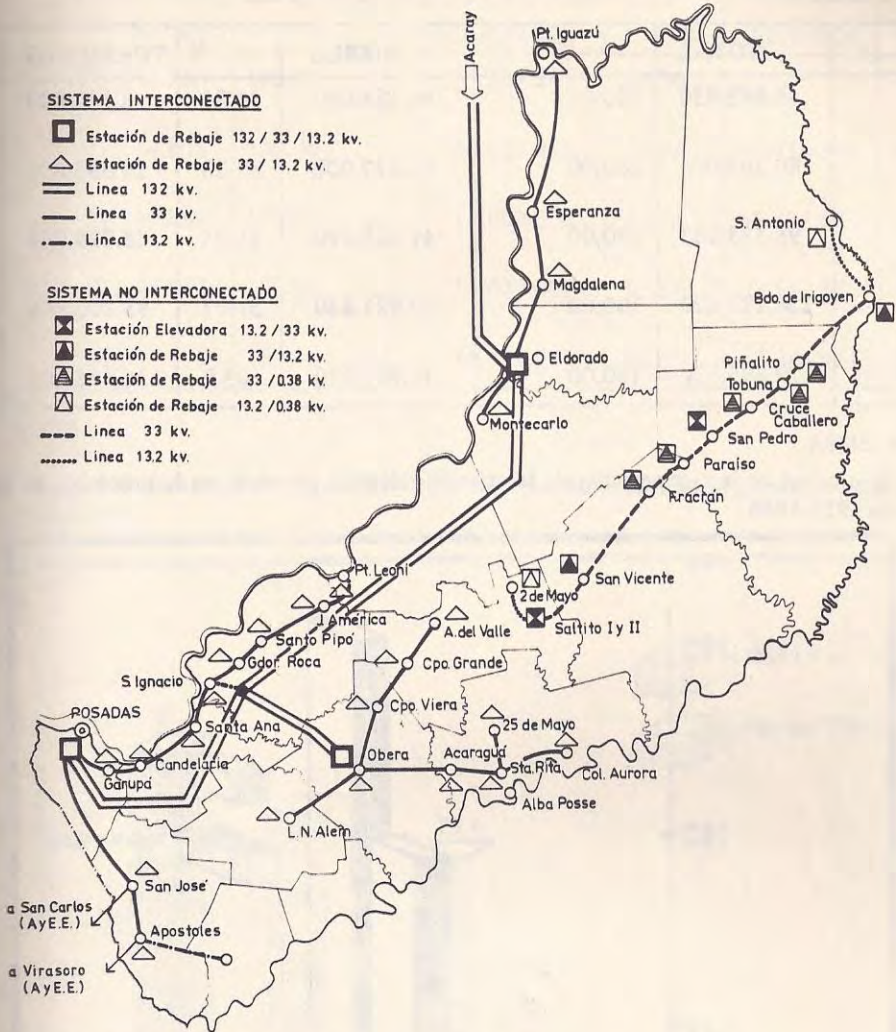 Acaray
Pt. Iguazú
SISTEMA INTERCONECTADO
Estación de Rebaje 132 / 33 / 13.2 kv.
Estación de Rebaje 33 / 13.2 kv.
Linea 132 kv.
Linea 33 kv.
Linea 13.2 kv.
SISTEMA NO INTERCONECTADO
Estación Elevadora 13.2 / 33 kv.
Estación de Rebaje 33 /13.2 kv.
Estación de Rebaje 33 /0.38 kv.
Estación de Rebaje 13.2 /0.38 kv.
Linea 33 kv.
Linea 13.2 kv.
Esperanza
S. Antonio
Magdalena
Bdo. de Irigoyen
Eldorado
Piñalito
Tobuna
Cruce
Caballero
Montecarlo
San Pedro
Paraíso
Frachán
Pt. Leoni
San Vicente
2 de Mayo
J. America
A. del Valle
Saltito I y II
Santo Pipó
Gdor. Roca
Cpo. Grande
S. Ignacio
Cpo. Viera
POSADAS
Santa Ana
25 de Mayo
Candelaria
Obera
Acaraguá
Garupá
Sta. Rita
Col. Aurora
Alba Posse
L.N. Alem
San José
a San Carlos
(AyE.E.)
Apostoles
a Virasoro
(AyE.E.)